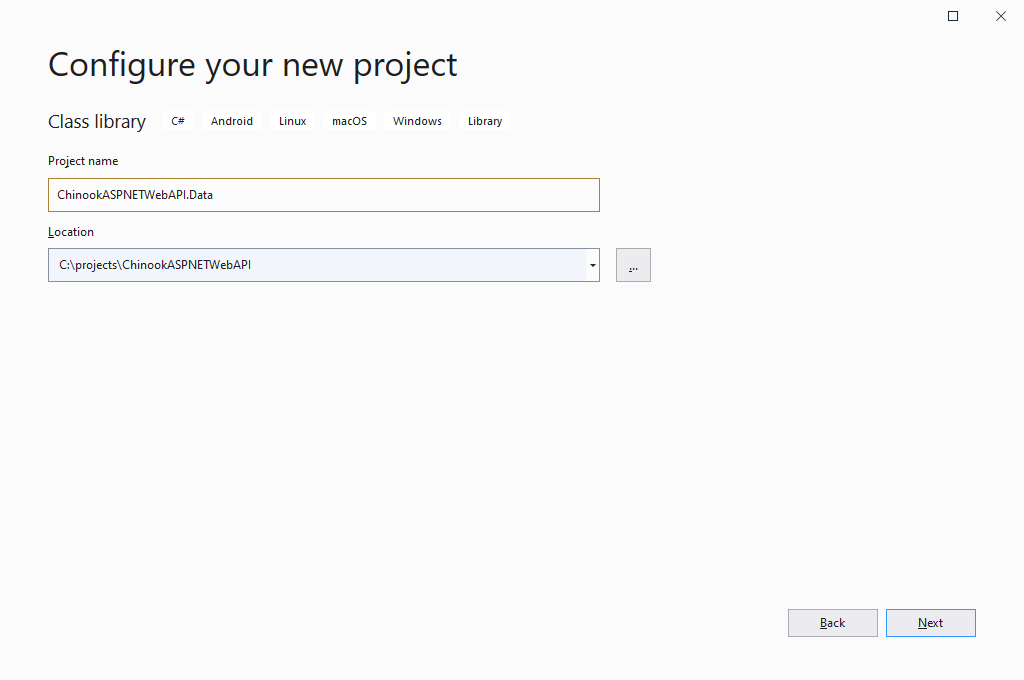 Configure your new project
Class library C# Android Linux macOS Windows Library
Project name
ChinookASPNETWebAPI.Data
Location
C:\projects\ChinookASPNETWebAPI
...
Back Next